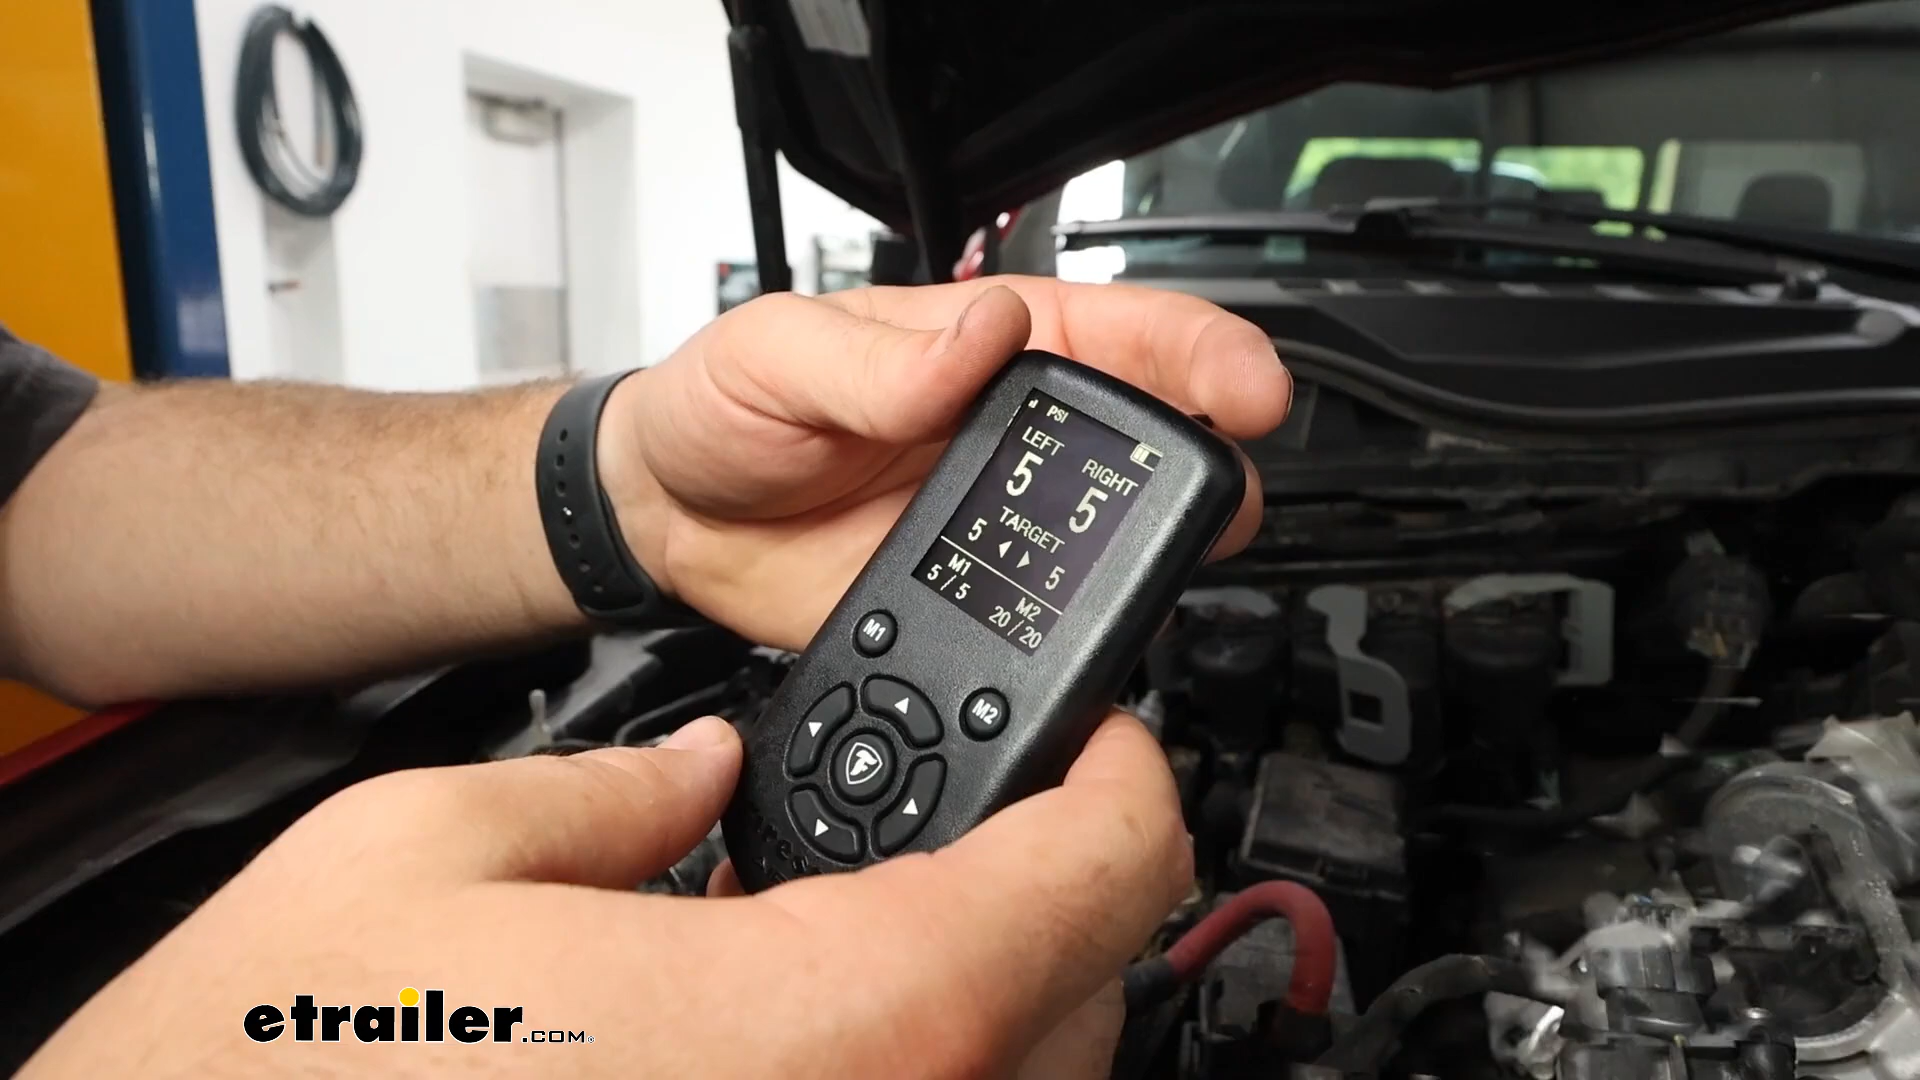 PSI
LEFT RIGHT
5 5
TARGET
5 5
M1 M2
5/5 20/20
M1
M2
etrailer.com